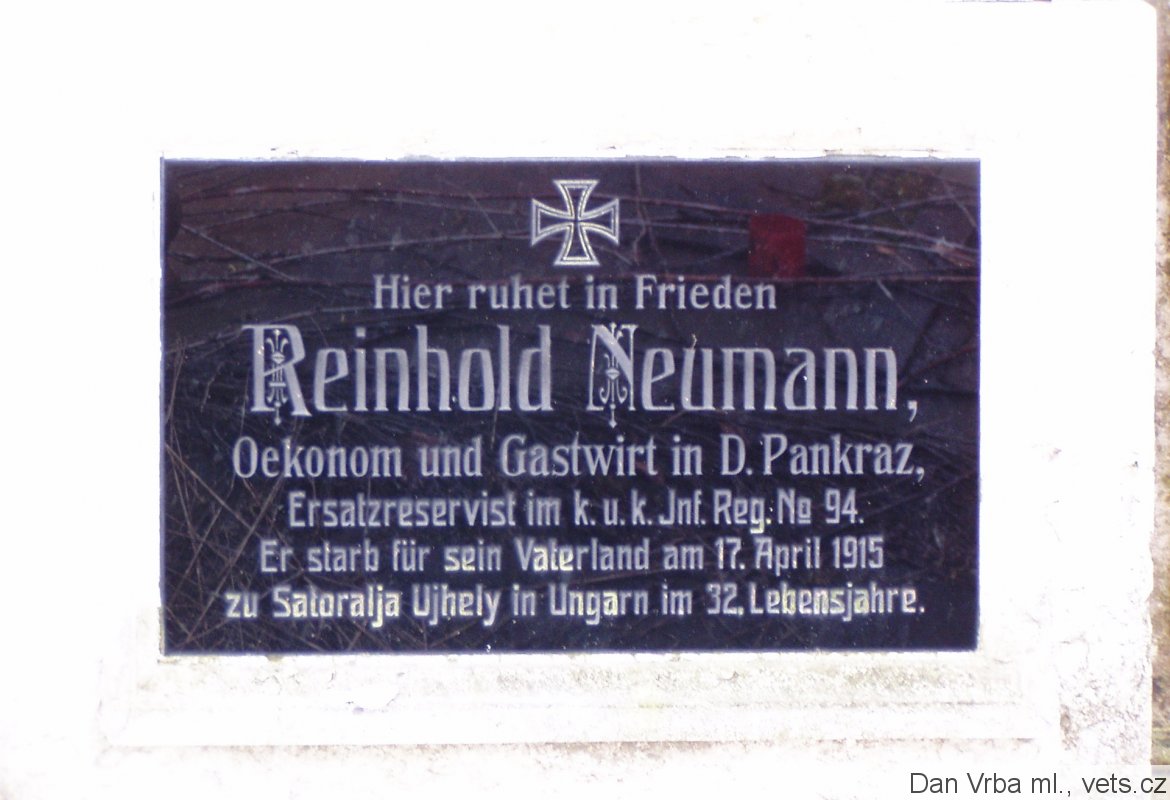 Hier ruhet in Frieden
Reinhold Neumann,
Oekonom und Gastwirt in D. Pankraz,
Ersatzreservist im k. u. k. Jnf. Reg. No 94.
Er starb für sein Vaterland am 17. April 1915
zu Satoralja Ujhely in Ungarn im 32. Lebensjahre.
Dan Vrba ml., vets.cz